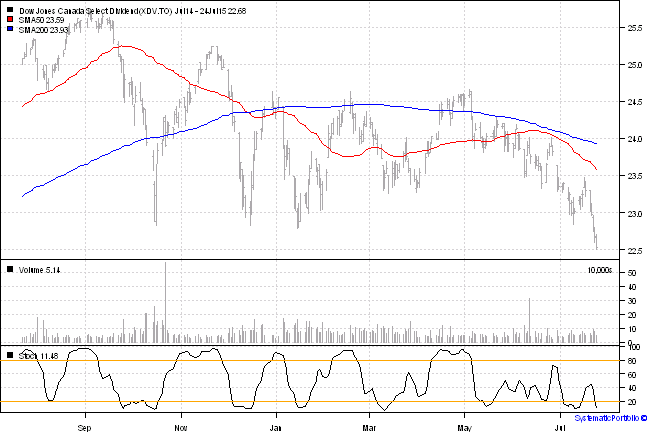 Dow Jones Canada Select Dividend(XDV.TO) Jul14 - 24Jul15 22.68
SMA50 23.59
SMA200 23.93
25.5
25.0
24.5
24.0
23.5
23.0
22.5
Volume 5.14
10,000s
50
40
30
20
10
0
Stoch 11.48
100
80
60
40
20
Sep Nov Jan Mar May Jul
SystematicPortfolio ©